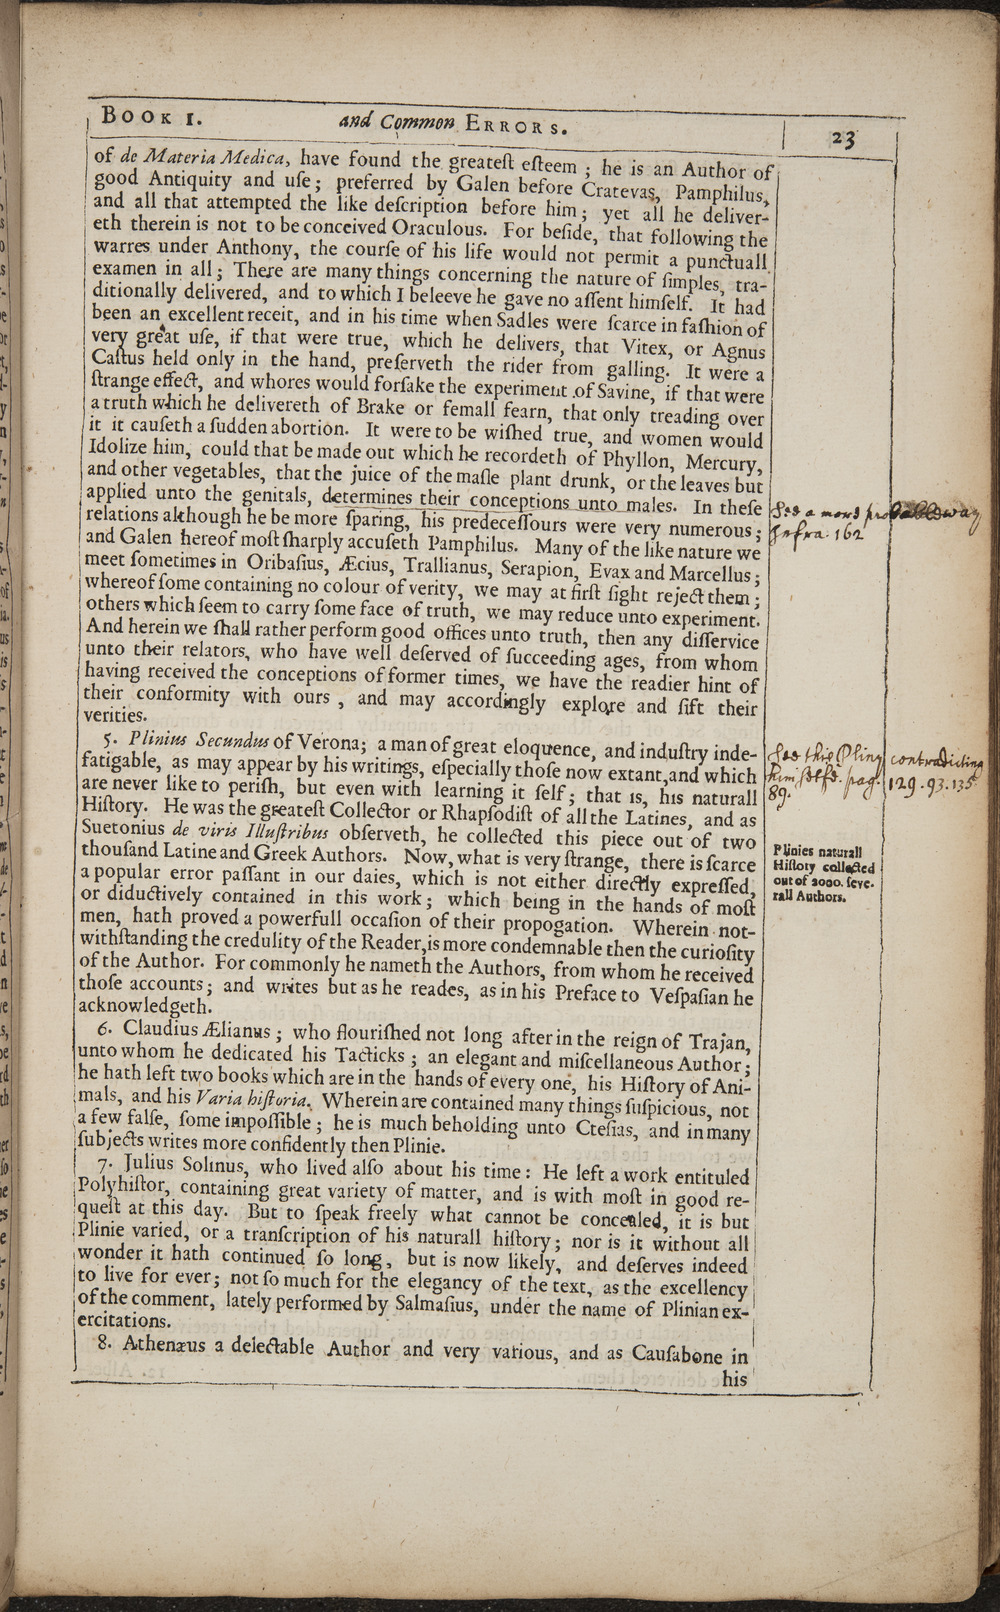 BOOK I. and Common ERRORS. 23
of de Materia Medica, have found the greateſt eſteem ; he is an Author of
good Antiquity and uſe ; preferred by Galen before Cratevas, Pamphilus,
and all that attempted the like deſcription before him ; yet all he deliver-
eth therein is not to be conceived Oraculous. For beſide, that following the
warres under Anthony, the courſe of his life would not permit a punctuall
examen in all ; There are many things concerning the nature of ſimples, tra-
ditionally delivered, and to which I beleeve he gave no aſſent himſelf. It had
been an excellent receit, and in his time when Sadles were ſcarce in faſhion of
very great uſe, if that were true, which he delivers, that Vitex, or Agnus
Caſtus held only in the hand, preſerveth the rider from galling. It were a
ſtrange effect, and whores would forſake the experiment of Savine, if that were
a truth which he delivereth of Brake or femall fearn, that only treading over
it it cauſeth a ſudden abortion. It were to be wiſhed true, and women would
Idolize him, could that be made out which he recordeth of Phyllon, Mercury,
and other vegetables, that the juice of the maſle plant drunk, or the leaves but
applied unto the genitals, determines their conceptions unto males. In theſe
relations although he be more ſparing, his predeceſſours were very numerous ;
and Galen hereof moſt ſharply accuſeth Pamphilus. Many of the like nature we
meet ſometimes in Oribaſius, Æcius, Trallianus, Serapion, Evax and Marcellus ;
whereof ſome containing no colour of verity, we may at firſt ſight reject them ;
others which ſeem to carry ſome face of truth, we may reduce unto experiment.
And herein we ſhall rather perform good offices unto truth, then any diſſervice
unto their relators, who have well deſerved of ſucceeding ages, from whom
having received the conceptions of former times, we have the readier hint of
their conformity with ours , and may accordingly explore and ſift their
verities.
See a more probable way
Infra. 162
5. Plinius Secundus of Verona; a man of great eloquence, and induſtry inde-
fatigable, as may appear by his writings, eſpecially thoſe now extant, and which
are never like to periſh, but even with learning it ſelf ; that is, his naturall
Hiſtory. He was the greateſt Collector or Rhapſodiſt of all the Latines, and as
Suetonius de viris Illuſtribus obſerveth, he collected this piece out of two
thouſand Latine and Greek Authors. Now, what is very ſtrange, there is ſcarce
a popular error paſſant in our daies, which is not either directly expreſſed,
or diductively contained in this work ; which being in the hands of moſt
men, hath proved a powerfull occaſion of their propogation. Wherein not-
withſtanding the credulity of the Reader, is more condemnable then the curioſity
of the Author. For commonly he nameth the Authors, from whom he received
thoſe accounts ; and writes but as he reades, as in his Preface to Veſpaſian he
acknowledgeth.
See this Pliny contradicting
himselfe. pag. 129. 93. 135
89.
Plinies naturall
Hiſtory collected
out of 2000. ſeve-
rall Authors.
6. Claudius Ælianus ; who flouriſhed not long after in the reign of Trajan,
unto whom he dedicated his Tacticks ; an elegant and miſcellaneous Author ;
he hath left two books which are in the hands of every one, his Hiſtory of Ani-
mals, and his Varia hiſtoria. Wherein are contained many things ſuſpicious, not
a few falſe, ſome impoſſible ; he is much beholding unto Cteſias, and in many
ſubjects writes more confidently then Plinie.
7. Julius Solinus, who lived alſo about his time : He left a work entituled
Polyhiſtor, containing great variety of matter, and is with moſt in good re-
queſt at this day. But to ſpeak freely what cannot be concealed, it is but
Plinie varied, or a tranſcription of his naturall hiſtory ; nor is it without all
wonder it hath continued ſo long, but is now likely, and deſerves indeed
to live for ever ; not ſo much for the elegancy of the text, as the excellency
of the comment, lately performed by Salmaſius, under the name of Plinian ex-
ercitations.
8. Athenæus a delectable Author and very various, and as Cauſabone in
his